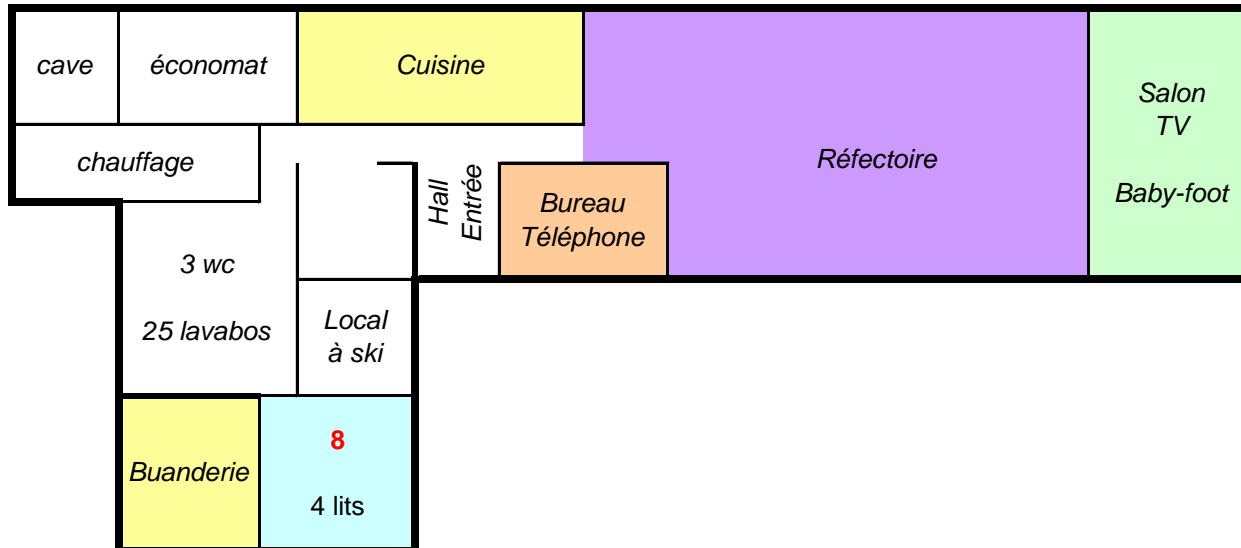 cave
économat
Cuisine
Salon
TV
Baby-foot
chauffage
Réfectoire
Hall
Entrée
Bureau
Téléphone
3 wc
25 lavabos
Local
à ski
Buanderie
8
4 lits